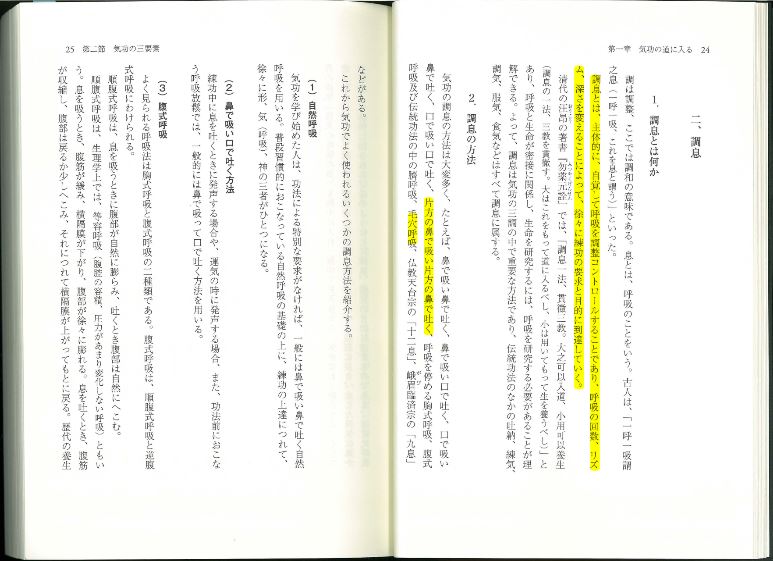 第一章　気功の道に入る　24
二、調息
1．調息とは何か
調は調整、ここでは調和の意味である。息とは、呼吸のことをいう。古人は、「一呼一吸謂
之息（一呼一吸、これを息と謂う）」といった。
調息とは、主体的に、自覚して呼吸を調整コントロールすることであり、呼吸の回数、リズ
ム、深さを変えることによって、徐々に練功の要求と目的に到達していく。
清代の汪昂の著書『勿薬元詮』では、「調息一法、貫徹三教。大之可以入道、小用可以養生
（調息の一法、三教を貫徹す。大はこれをもって道に入るべし、小は用いてもって生を養うべし）」と
あり、呼吸と生命が密接に関係し、生命を研究するには、呼吸を研究する必要があることが理
解できる。よって、調息は気功の三調の中で重要な方法であり、伝統功法のなかの吐納、練気、
調気、服気、食気などはすべて調息に属する。
2．調息の方法
気功の調息の方法は大変多く、たとえば、鼻で吸い鼻で吐く、鼻で吸い口で吐く、口で吸い
鼻で吐く、口で吸い口で吐く、片方の鼻で吸い片方の鼻で吐く、呼吸を停める胸式呼吸、腹式
呼吸及び伝統功法の中の臍呼吸、毛穴呼吸、仏教天台宗の「十二息」、峨眉臨済宗の「九息」
25　第二節　気功の三要素
などがある。
これから気功でよく使われるいくつかの調息方法を紹介する。
（1）自然呼吸
気功を学び始めた人は、功法による特別な要求がなければ、一般には鼻で吸い鼻で吐く自然
呼吸を用いる。普段習慣的におこなっている自然呼吸の基礎の上に、練功の上達につれて、
徐々に形、気（呼吸）、神の三者がひとつになる。
（2）鼻で吸い口で吐く方法
練功中に息を吐くときに発声する場合や、運気の時に発声する場合、また、功法前におこな
う呼吸放鬆では、一般的には鼻で吸って口で吐く方法を用いる。
（3）腹式呼吸
よく見られる呼吸法は胸式呼吸と腹式呼吸の二種類である。腹式呼吸は、順腹式呼吸と逆腹
式呼吸にわけられる。
順腹式呼吸は、息を吸うときに腹部が自然に膨らみ、吐くとき腹部は自然にへこむ。
順腹式呼吸は、生理学上では、等容呼吸（腹腔の容積、圧力があまり変化しない呼吸）ともい
う。息を吸うとき、腹筋が緩み、横隔膜が下がり、腹部が徐々に膨れる。息を吐くとき、腹筋
が収縮し、腹部は戻るか少しへこみ、それにつれて横隔膜が上がってもとに戻る。歴代の養生